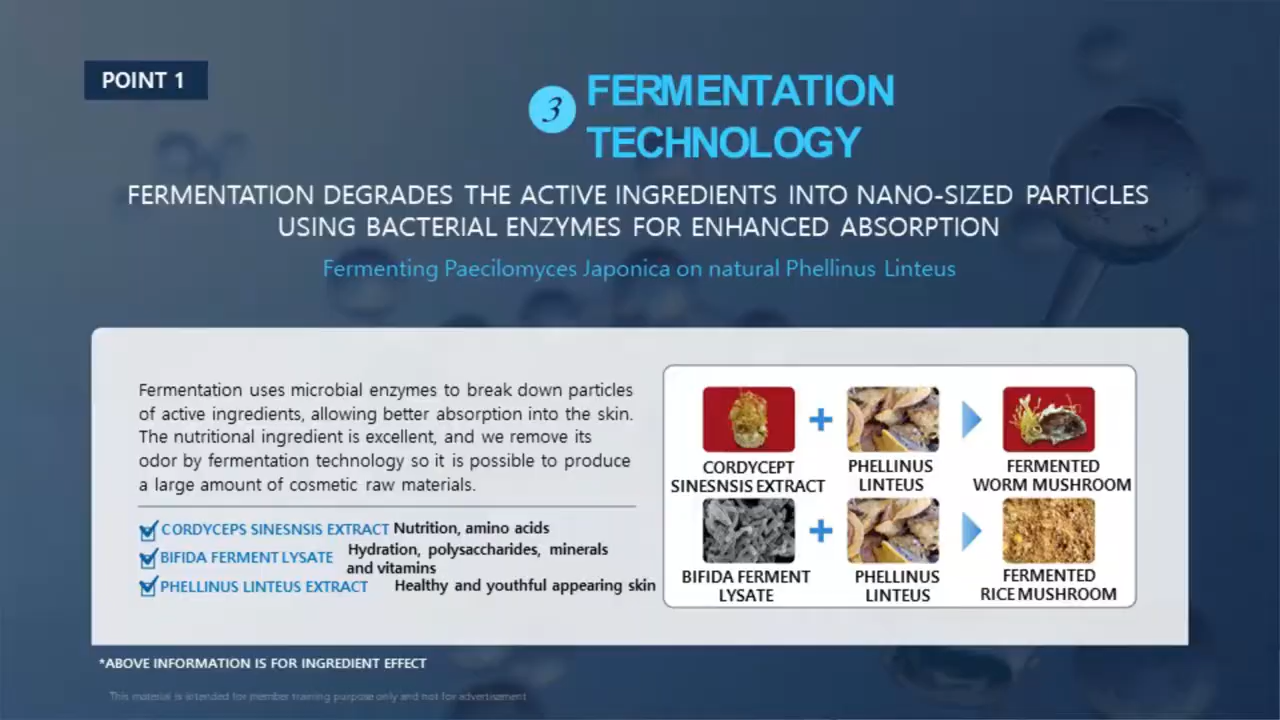 POINT 1
3 FERMENTATION
TECHNOLOGY
FERMENTATION DEGRADES THE ACTIVE INGREDIENTS INTO NANO-SIZED PARTICLES
USING BACTERIAL ENZYMES FOR ENHANCED ABSORPTION
Fermenting Paecilomyces Japonica on natural Phellinus Linteus
Fermentation uses microbial enzymes to break down particles
of active ingredients, allowing better absorption into the skin.
The nutritional ingredient is excellent, and we remove its
odor by fermentation technology so it is possible to produce
a large amount of cosmetic raw materials.
CORDYCEPS SINESNSIS EXTRACT Nutrition, amino acids
BIFIDA FERMENT LYSATE Hydration, polysaccharides, minerals
and vitamins
PHELLINUS LINTEUS EXTRACT Healthy and youthful appearing skin
CORDYCEPT
SINESNSIS EXTRACT
PHELLINUS
LINTEUS
FERMENTED
WORM MUSHROOM
BIFIDA FERMENT
LYSATE
PHELLINUS
LINTEUS
FERMENTED
RICE MUSHROOM
*ABOVE INFORMATION IS FOR INGREDIENT EFFECT
This material is intended for member training purpose only and not for advertisement